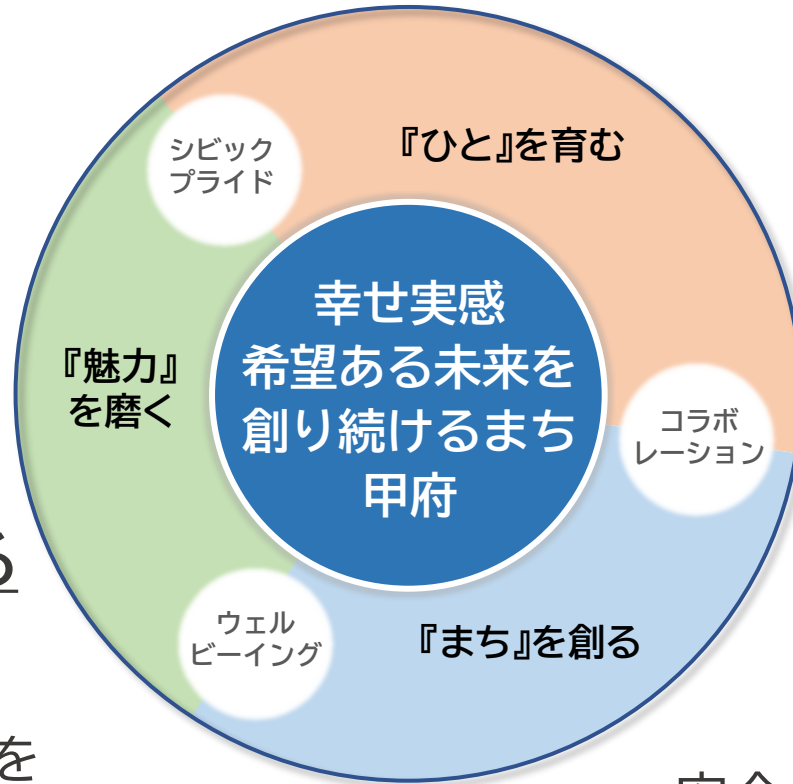 シビック
プライド
『ひと』を育む
幸せ実感
希望ある未来を
創り続けるまち
甲府
『魅力』
を磨く
コラボ
レーション
ウェル
ビーイング
『まち』を創る
る
を